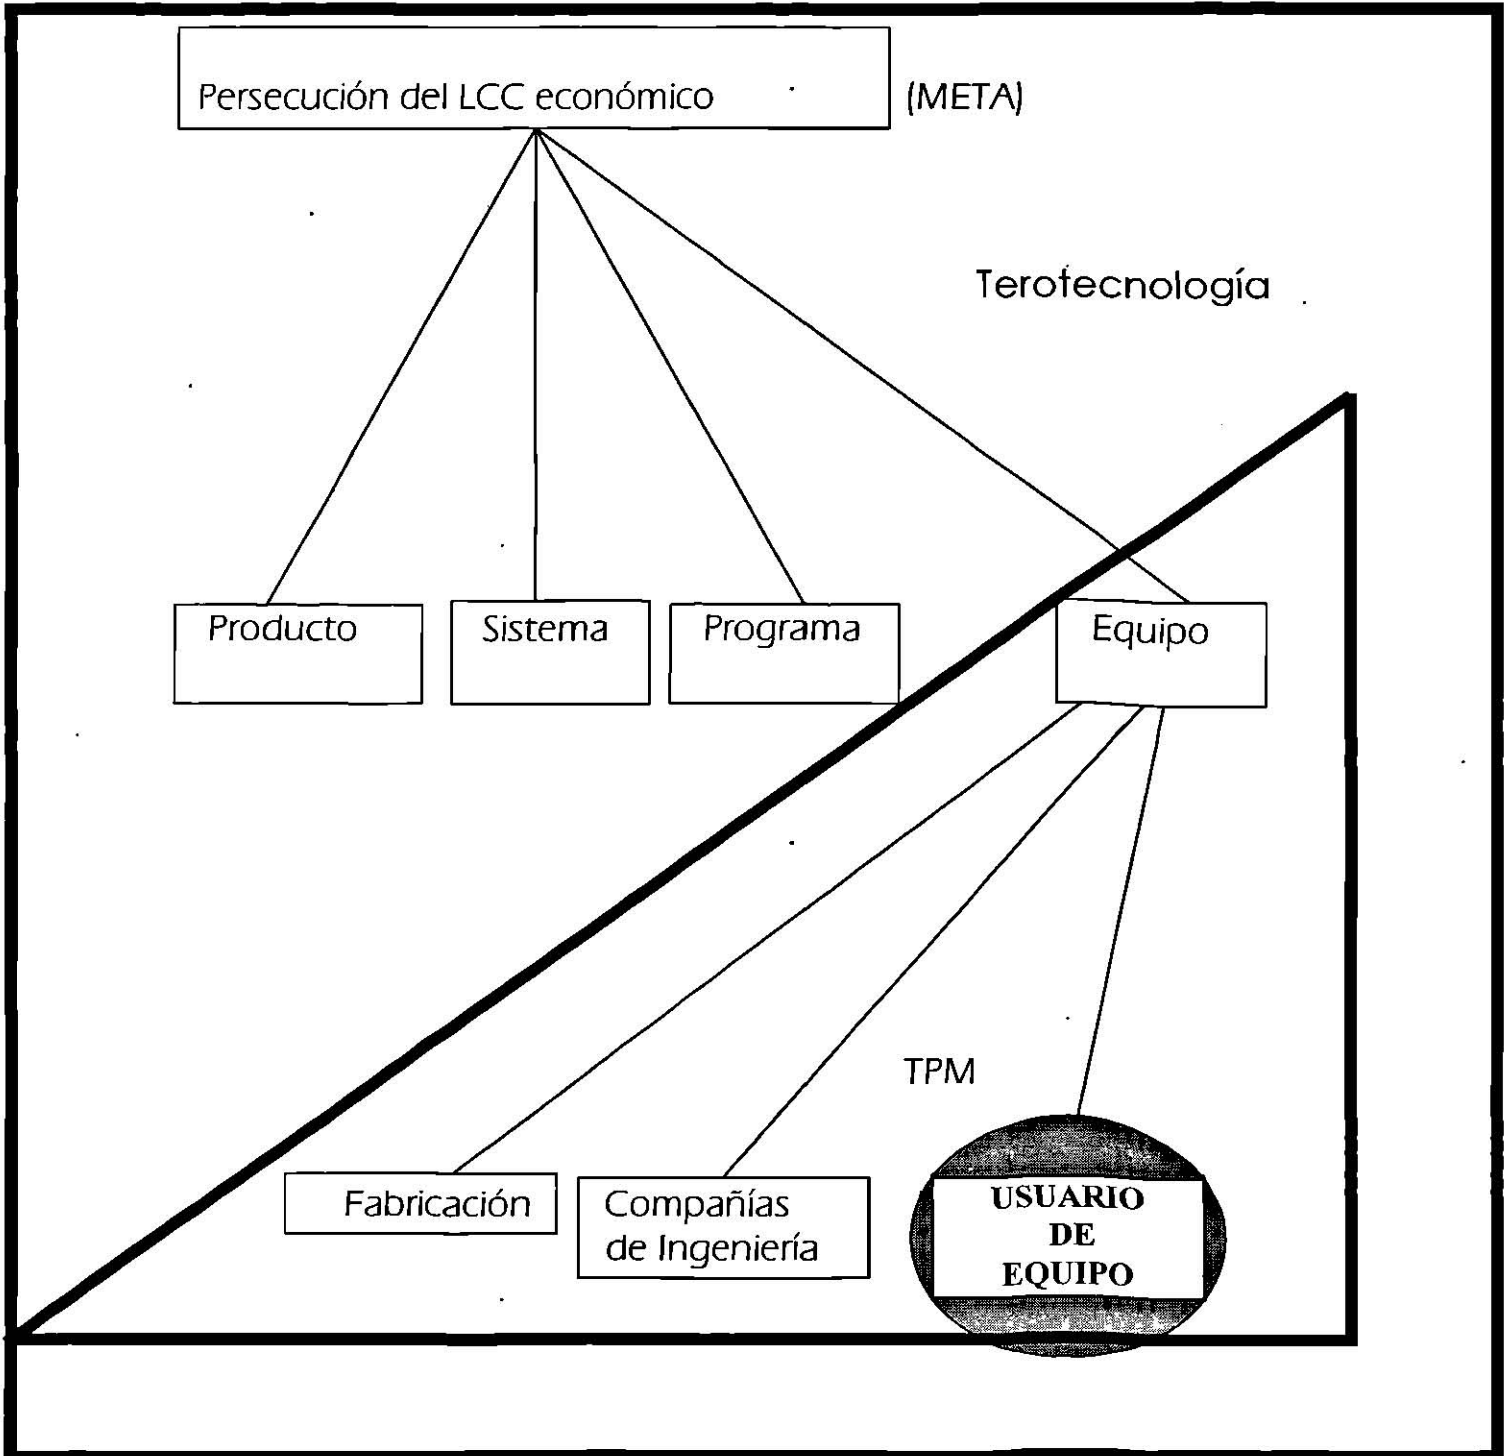 Persecución del LCC económico
(META)
Terotecnología
Producto
Sistema
Programa
Equipo
TPM
Fabricación
Compañías
de Ingeniería
USUARIO
DE
EQUIPO